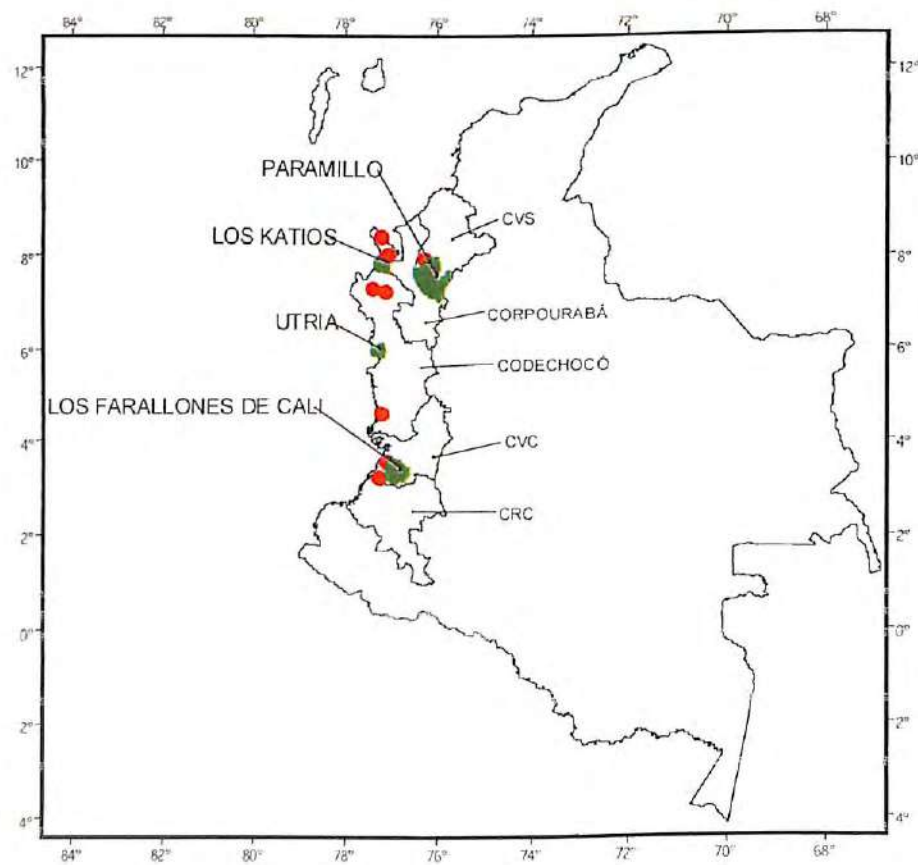 84° 82° 80° 78° 76° 74° 72° 70° 68°
12° 12°
10° 10°
PARAMILLO
CVS
LOS KATIOS
8° 8°
CORPOURABÁ
UTRIA
6° 6°
CODECHOCÓ
LOS FARALLONES DE CALI
4° 4°
CVC
CRC
2° 2°
0° 0°
2° 2°
4° 4°
84° 82° 80° 78° 76° 74° 72° 70° 68°